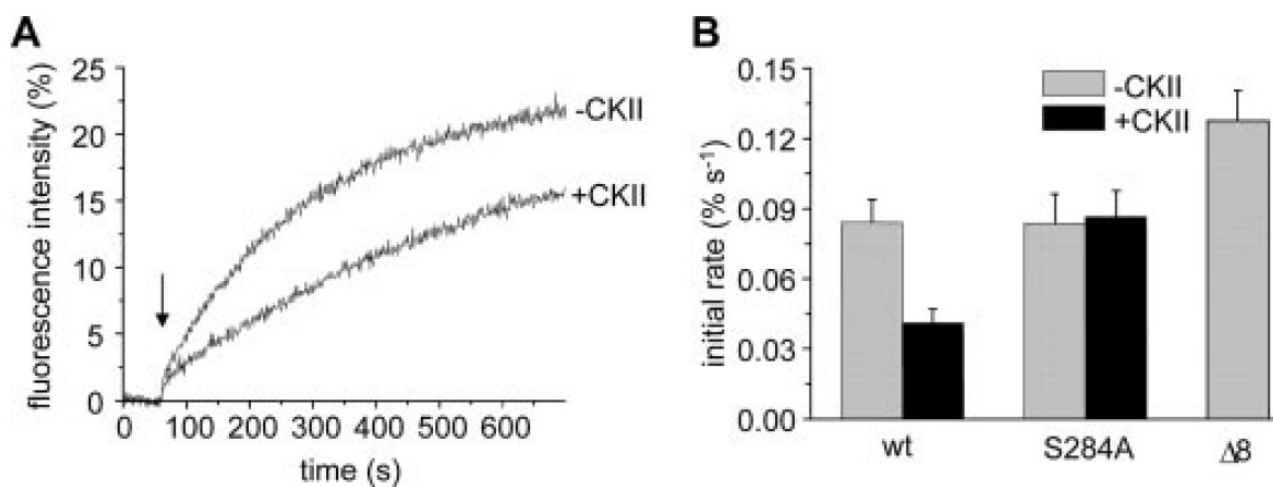 A
fluorescence intensity (%)
25
20
15
10
5
0
-CKII
+CKII
0 100 200 300 400 500 600
time (s)
B
initial rate (% s⁻¹)
0.15
0.12
0.09
0.06
0.03
0.00
-CKII
+CKII
wt S284A Δ8